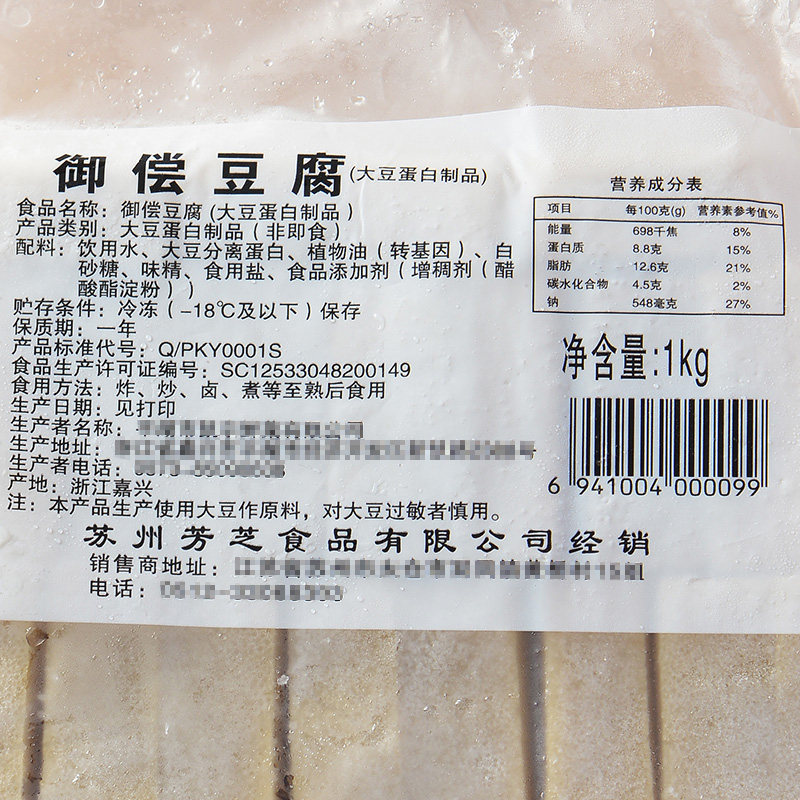 御偿豆腐(大豆蛋白制品)
食品名称：御偿豆腐(大豆蛋白制品)
产品类别：大豆蛋白制品（非即食）
配料：饮用水、大豆分离蛋白、植物油（转基因）、白
砂糖、味精、食用盐、食品添加剂（增稠剂（醋
酸酯淀粉））
贮存条件：冷冻（-18℃及以下）保存
保质期：一年
产品标准代号：Q/PKY0001S
食品生产许可证编号：SC12533048200149
食用方法：炸、炒、卤、煮等至熟后食用
生产日期：见打印
生产者名称：
生产地址：
生产者电话：
产地：浙江嘉兴
注：本产品生产使用大豆作原料，对大豆过敏者慎用。
苏州芳芝食品有限公司经销
销售商地址：
电话：
营养成分表
项目 每100克(g) 营养素参考值%
能量 698千焦 8%
蛋白质 8.8克 15%
脂肪 12.6克 21%
碳水化合物 4.5克 2%
钠 548毫克 27%
净含量:1kg
6 941004 000099